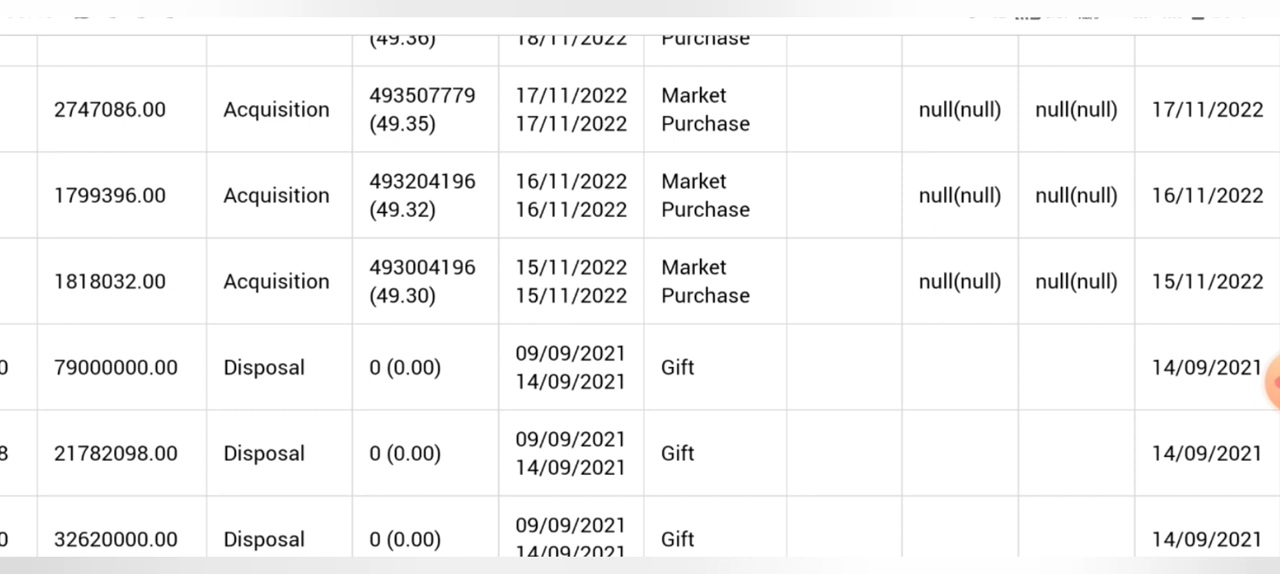 (49.36) 18/11/2022 Purchase
2747086.00 Acquisition 493507779 17/11/2022 Market null(null) null(null) 17/11/2022
(49.35) 17/11/2022 Purchase
1799396.00 Acquisition 493204196 16/11/2022 Market null(null) null(null) 16/11/2022
(49.32) 16/11/2022 Purchase
1818032.00 Acquisition 493004196 15/11/2022 Market null(null) null(null) 15/11/2022
(49.30) 15/11/2022 Purchase
0 79000000.00 Disposal 0 (0.00) 09/09/2021 Gift 14/09/2021
14/09/2021
8 21782098.00 Disposal 0 (0.00) 09/09/2021 Gift 14/09/2021
14/09/2021
0 32620000.00 Disposal 0 (0.00) 09/09/2021 Gift 14/09/2021
14/09/2021